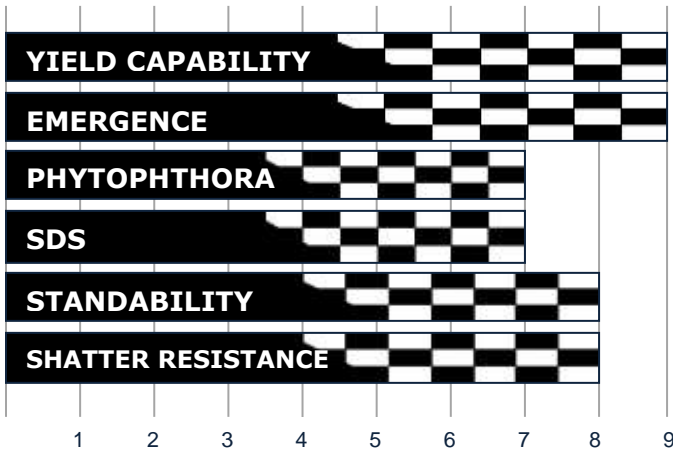 YIELD CAPABILITY
EMERGENCE
PHYTOPHTHORA
SDS
STANDABILITY
SHATTER RESISTANCE
1 2 3 4 5 6 7 8 9